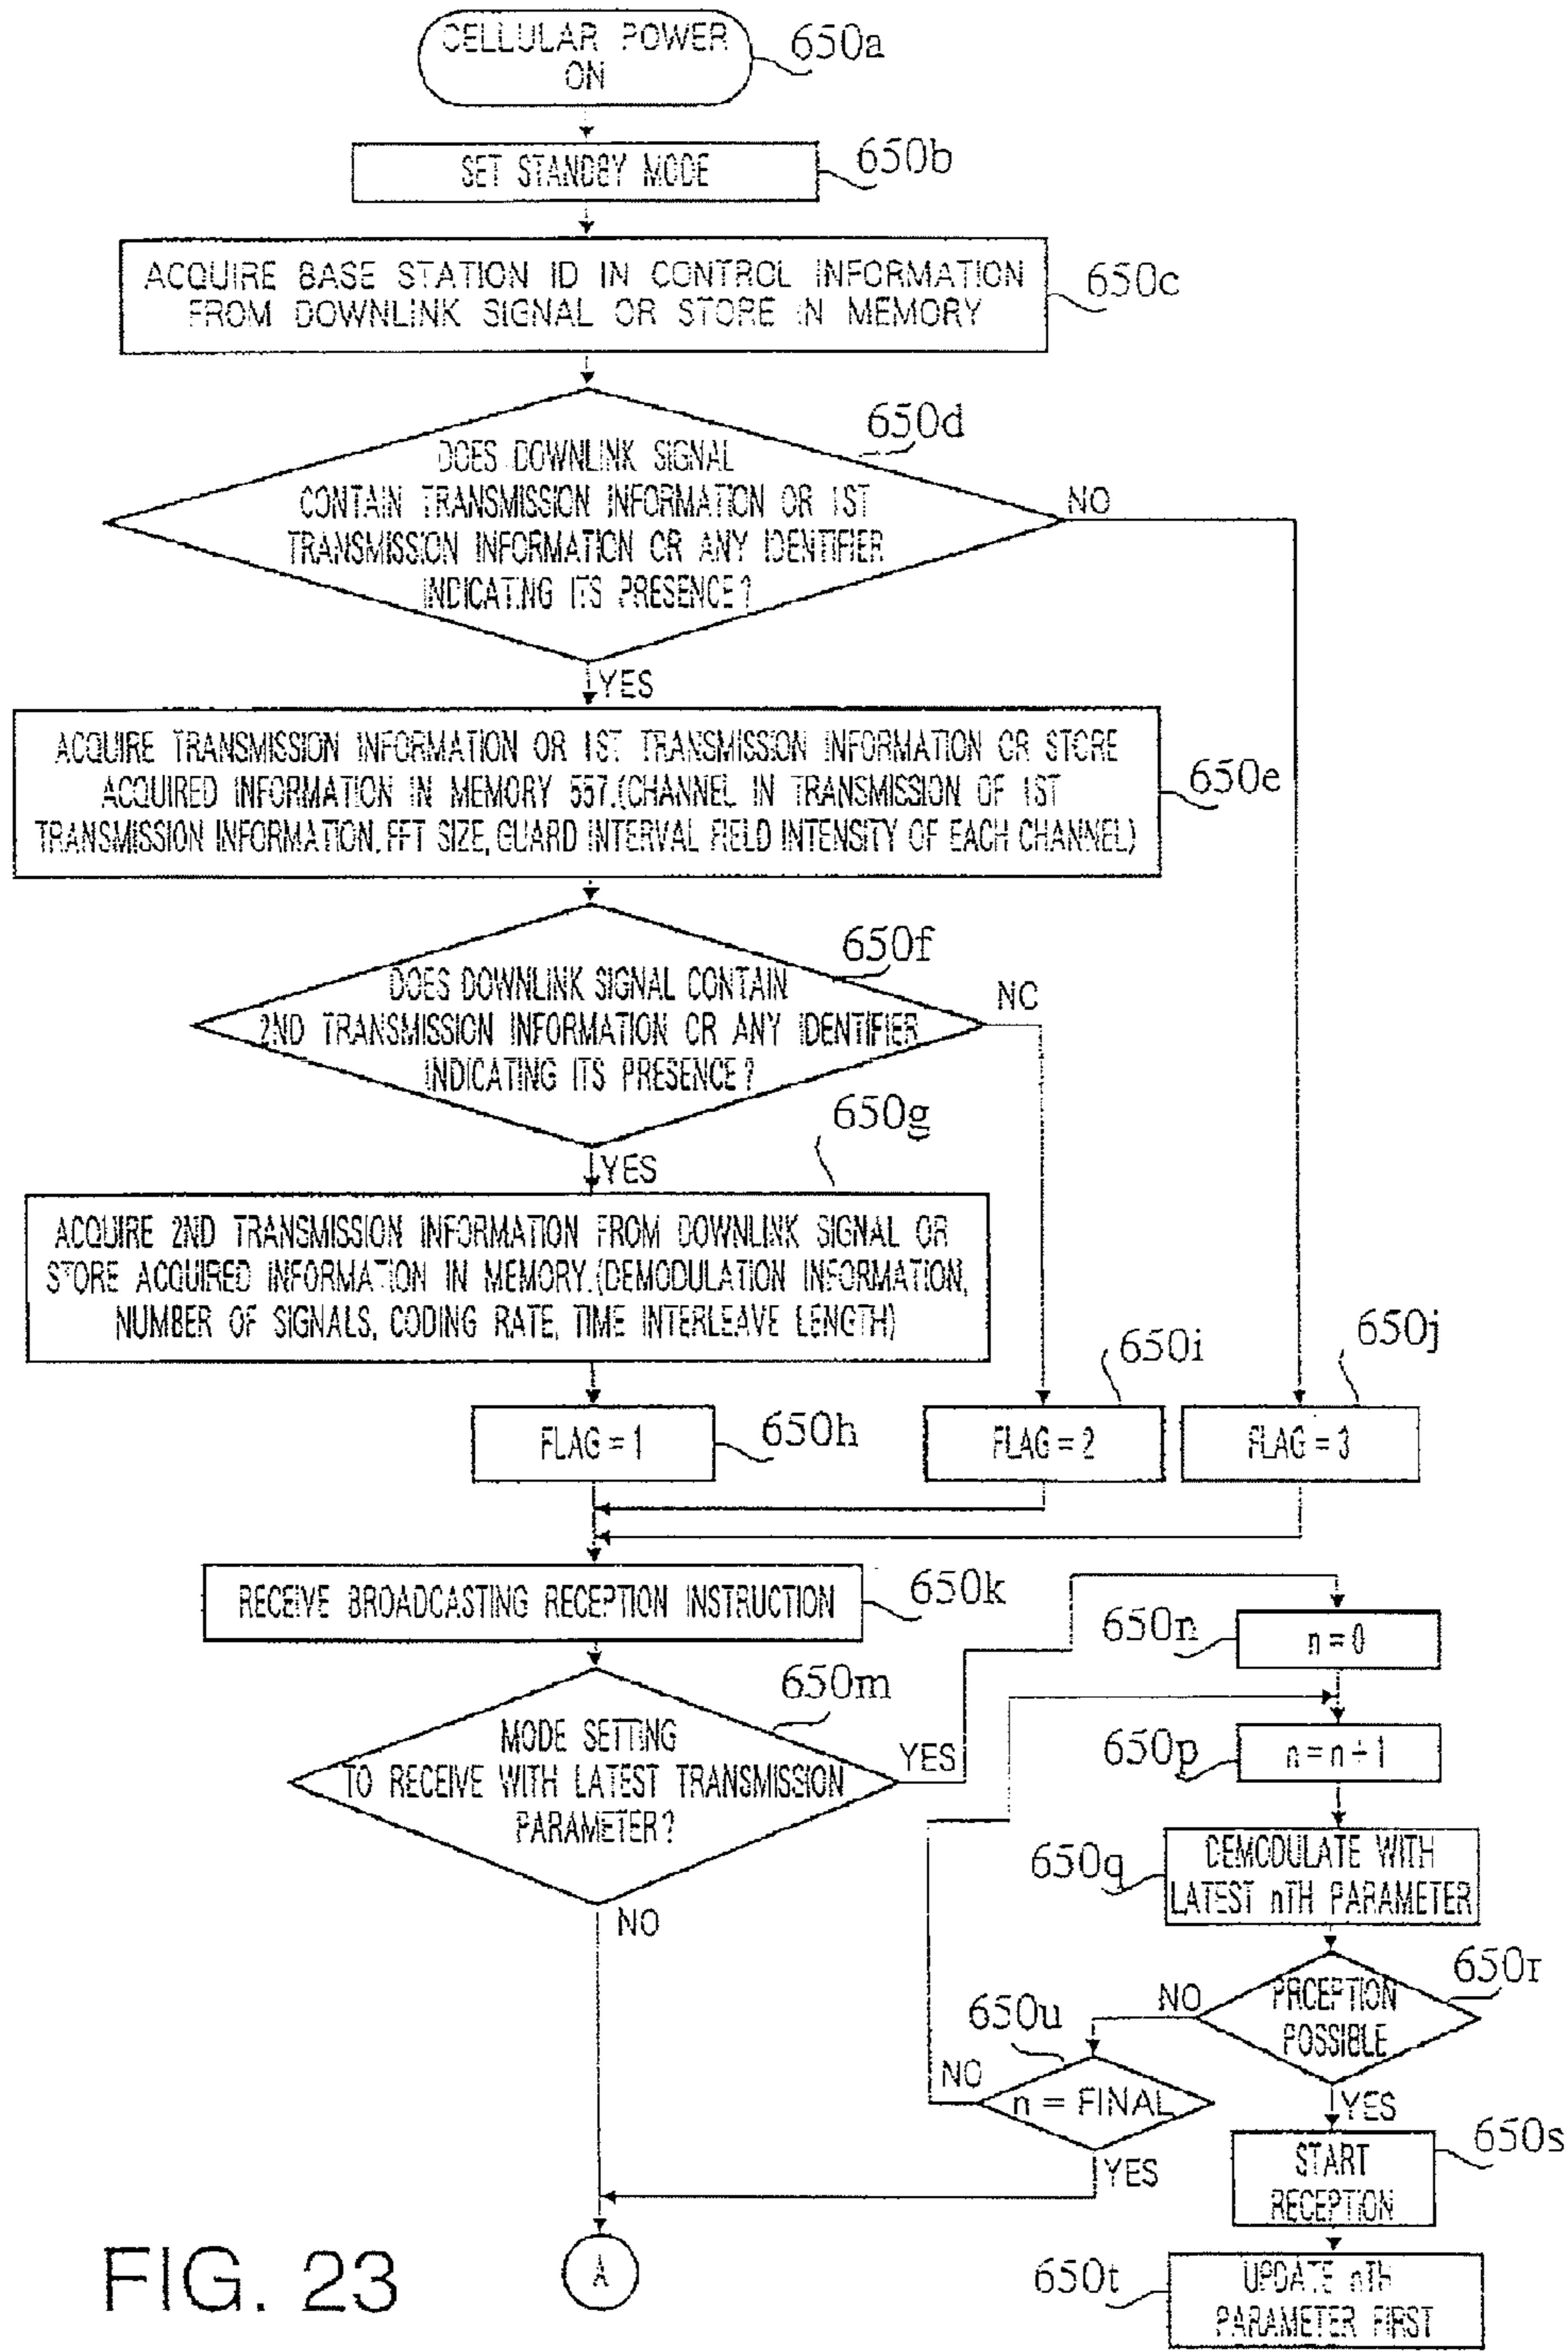 CELLULAR POWER
ON
650a
SET STANDBY MODE
650b
ACQUIRE BASE STATION ID IN CONTROL INFORMATION
FROM DOWNLINK SIGNAL OR STORE IN MEMORY
650c
650d
DOES DOWNLINK SIGNAL
CONTAIN TRANSMISSION INFORMATION OR 1ST
TRANSMISSION INFORMATION OR ANY IDENTIFIER
INDICATING ITS PRESENCE?
NO
YES
ACQUIRE TRANSMISSION INFORMATION OR 1ST TRANSMISSION INFORMATION OR STORE
ACQUIRED INFORMATION IN MEMORY 557.(CHANNEL IN TRANSMISSION OF 1ST
TRANSMISSION INFORMATION, FFT SIZE, GUARD INTERVAL FIELD INTENSITY OF EACH CHANNEL)
650e
650f
DOES DOWNLINK SIGNAL CONTAIN
2ND TRANSMISSION INFORMATION OR ANY IDENTIFIER
INDICATING ITS PRESENCE?
NO
YES
650g
ACQUIRE 2ND TRANSMISSION INFORMATION FROM DOWNLINK SIGNAL OR
STORE ACQUIRED INFORMATION IN MEMORY.(DEMODULATION INFORMATION,
NUMBER OF SIGNALS, CODING RATE, TIME INTERLEAVE LENGTH)
FLAG = 1
650h
650i
FLAG = 2
650j
FLAG = 3
RECEIVE BROADCASTING RECEPTION INSTRUCTION
650k
650m
MODE SETTING
TO RECEIVE WITH LATEST TRANSMISSION
PARAMETER?
YES
NO
650n
n = 0
650p
n = n + 1
650q
DEMODULATE WITH
LATEST nTH PARAMETER
650r
PRCEPTION
POSSIBLE
NO
YES
650u
n = FINAL
NO
YES
650s
START
RECEPTION
650t
UPDATE nTH
PARAMETER FIRST
A
FIG. 23